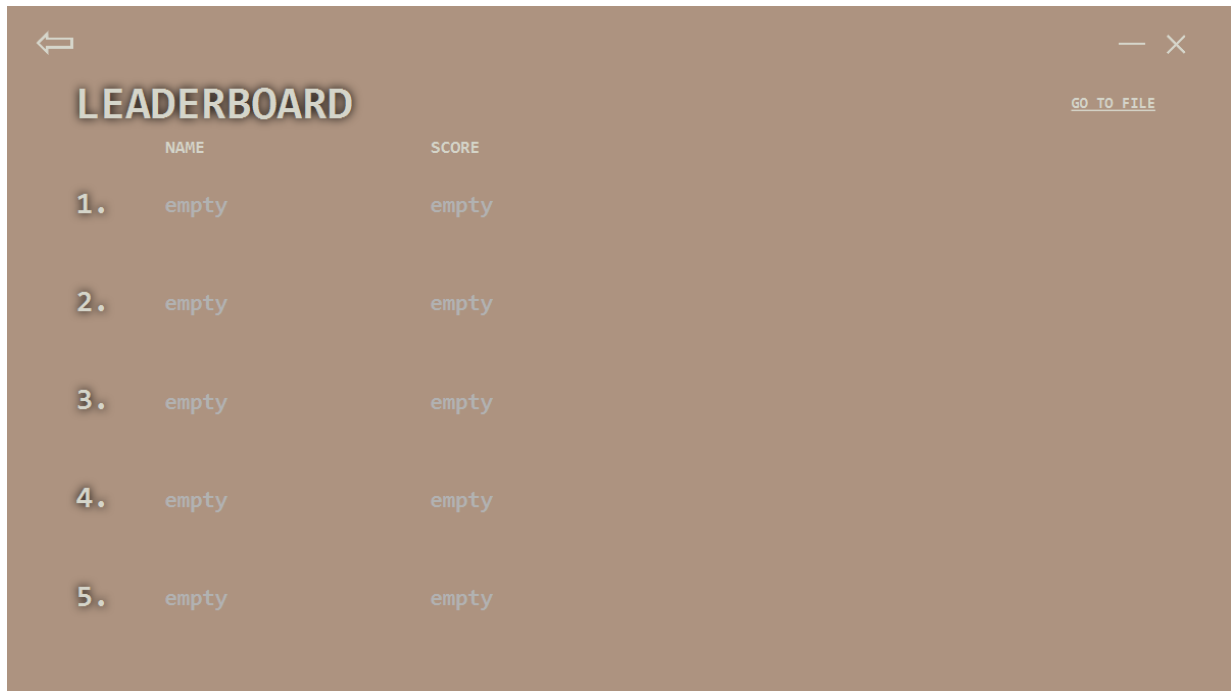 LEADERBOARD
GO TO FILE
NAME SCORE
1. empty empty
2. empty empty
3. empty empty
4. empty empty
5. empty empty